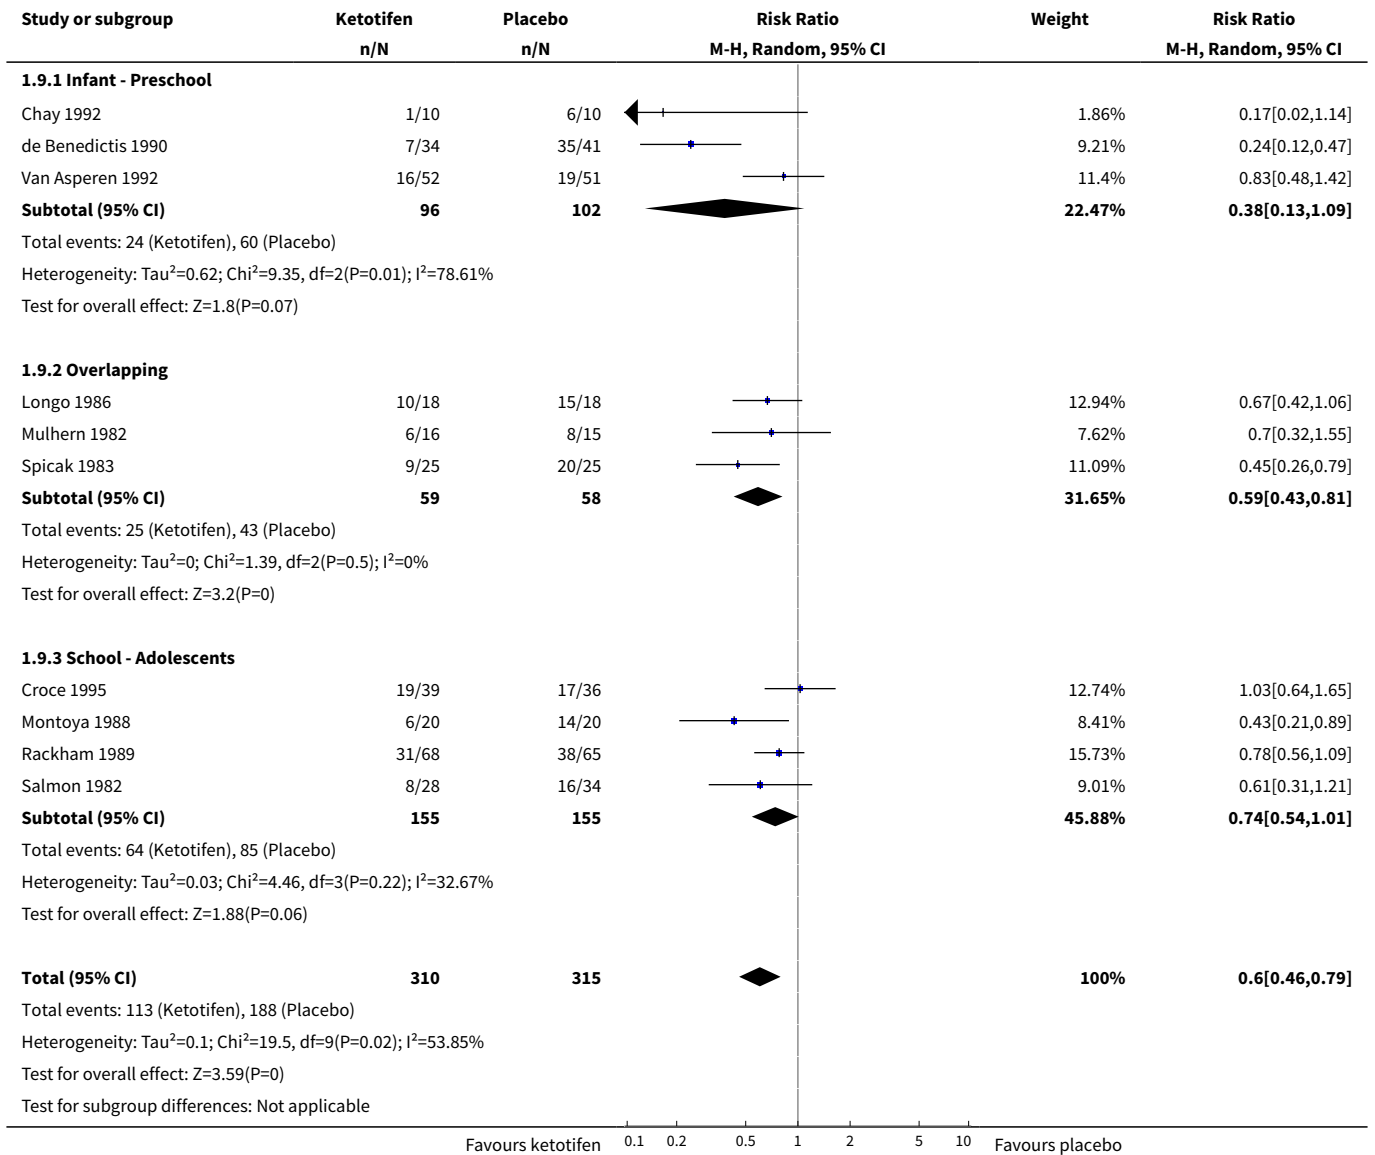 Study or subgroup Ketotifen Placebo Risk Ratio Weight Risk Ratio
n/N n/N M-H, Random, 95% CI M-H, Random, 95% CI
1.9.1 Infant - Preschool
Chay 1992 1/10 6/10 1.86% 0.17[0.02,1.14]
de Benedictis 1990 7/34 35/41 9.21% 0.24[0.12,0.47]
Van Asperen 1992 16/52 19/51 11.4% 0.83[0.48,1.42]
Subtotal (95% CI) 96 102 22.47% 0.38[0.13,1.09]
Total events: 24 (Ketotifen), 60 (Placebo)
Heterogeneity: Tau²=0.62; Chi²=9.35, df=2(P=0.01); I²=78.61%
Test for overall effect: Z=1.8(P=0.07)
1.9.2 Overlapping
Longo 1986 10/18 15/18 12.94% 0.67[0.42,1.06]
Mulhern 1982 6/16 8/15 7.62% 0.7[0.32,1.55]
Spicak 1983 9/25 20/25 11.09% 0.45[0.26,0.79]
Subtotal (95% CI) 59 58 31.65% 0.59[0.43,0.81]
Total events: 25 (Ketotifen), 43 (Placebo)
Heterogeneity: Tau²=0; Chi²=1.39, df=2(P=0.5); I²=0%
Test for overall effect: Z=3.2(P=0)
1.9.3 School - Adolescents
Croce 1995 19/39 17/36 12.74% 1.03[0.64,1.65]
Montoya 1988 6/20 14/20 8.41% 0.43[0.21,0.89]
Rackham 1989 31/68 38/65 15.73% 0.78[0.56,1.09]
Salmon 1982 8/28 16/34 9.01% 0.61[0.31,1.21]
Subtotal (95% CI) 155 155 45.88% 0.74[0.54,1.01]
Total events: 64 (Ketotifen), 85 (Placebo)
Heterogeneity: Tau²=0.03; Chi²=4.46, df=3(P=0.22); I²=32.67%
Test for overall effect: Z=1.88(P=0.06)
Total (95% CI) 310 315 100% 0.6[0.46,0.79]
Total events: 113 (Ketotifen), 188 (Placebo)
Heterogeneity: Tau²=0.1; Chi²=19.5, df=9(P=0.02); I²=53.85%
Test for overall effect: Z=3.59(P=0)
Test for subgroup differences: Not applicable
Favours ketotifen 0.1 0.2 0.5 1 2 5 10 Favours placebo